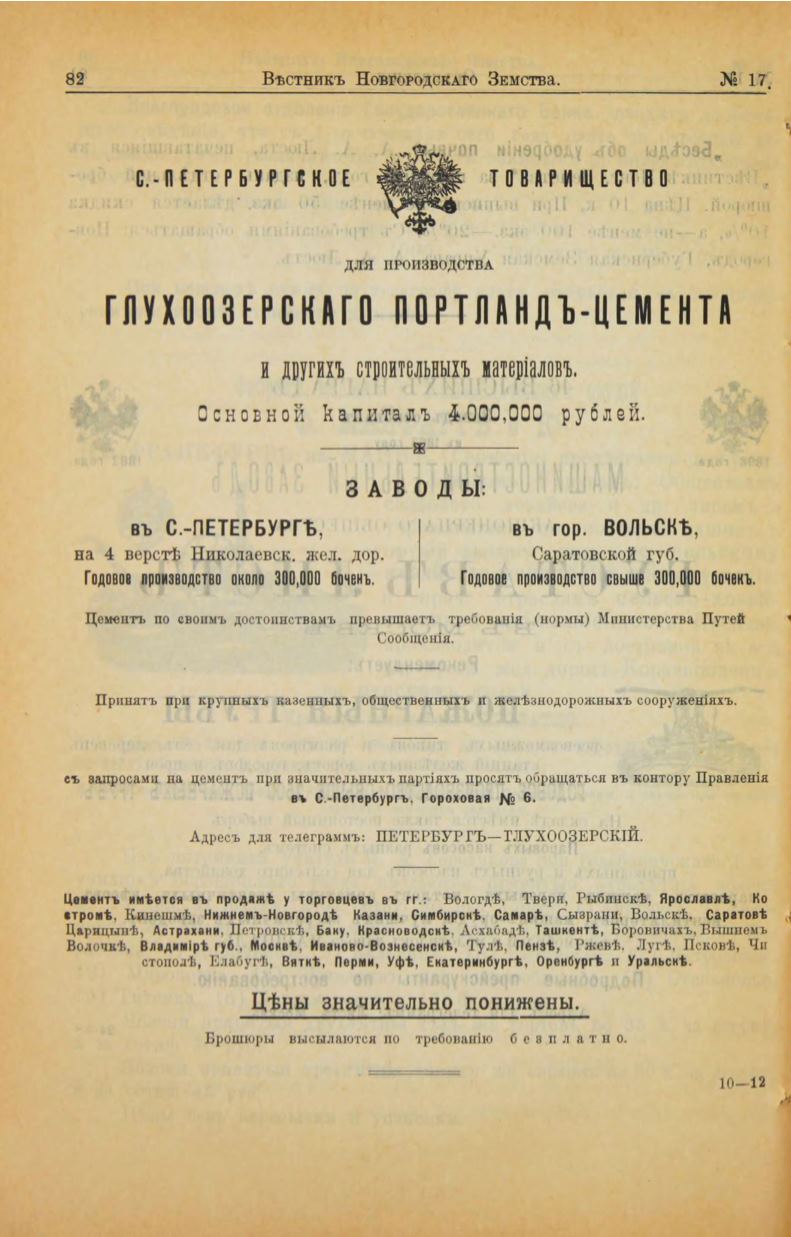 82 Вѣстникъ Новгородскаго Земства. № 17.
С.-ПЕТЕРБУРГСКОЕ ТОВАРИЩЕСТВО
ДЛЯ ПРОИЗВОДСТВА
ГЛУХООЗЕРСКАГО ПОРТЛАНДЪ-ЦЕМЕНТА
и другихъ строительныхъ матеріаловъ.
Основной капиталъ 4.000,000 рублей.
ЗАВОДЫ:
въ С.-ПЕТЕРБУРГѢ,
на 4 верстѣ Николаевск. жел. дор.
Годовое производство около 300,000 боченъ.
въ гор. ВОЛЬСКѢ,
Саратовской губ.
Годовое производство свыше 300,000 бочекъ.
Цементъ по своимъ достоинствамъ превышаетъ требованія (нормы) Министерства Путей
Сообщенія.
Принятъ при крупныхъ казенныхъ, общественныхъ и желѣзнодорожныхъ сооруженіяхъ.
съ запросами на цементъ при значительныхъ партіяхъ просятъ обращаться въ контору Правленія
въ С.-Петербургъ, Гороховая № 6.
Адресъ для телеграммъ: ПЕТЕРБУРГЪ—ГЛУХООЗЕРСКІЙ.
Цементъ имѣется въ продажѣ у торговцевъ въ гг.: Вологдѣ, Твери, Рыбинскѣ, Ярославлѣ, Ко
стромѣ, Кинешмѣ, Нижнемъ-Новгородѣ Казани, Симбирскѣ, Самарѣ, Сызрани, Вольскѣ, Саратовѣ
Царицынѣ, Астрахани, Петровскѣ, Баку, Красноводскѣ, Асхабадѣ, Ташкентѣ, Боровичахъ, Вышнемъ
Волочкѣ, Владимірѣ губ., Москвѣ, Иваново-Вознесенскѣ, Тулѣ, Пензѣ, Ржевѣ, Лугѣ, Псковѣ, Чи
стополѣ, Елабугѣ, Вяткѣ, Перми, Уфѣ, Екатеринбургѣ, Оренбургѣ и Уральскѣ.
Цѣны значительно понижены.
Брошюры высылаются по требованію безплатно.
10—12